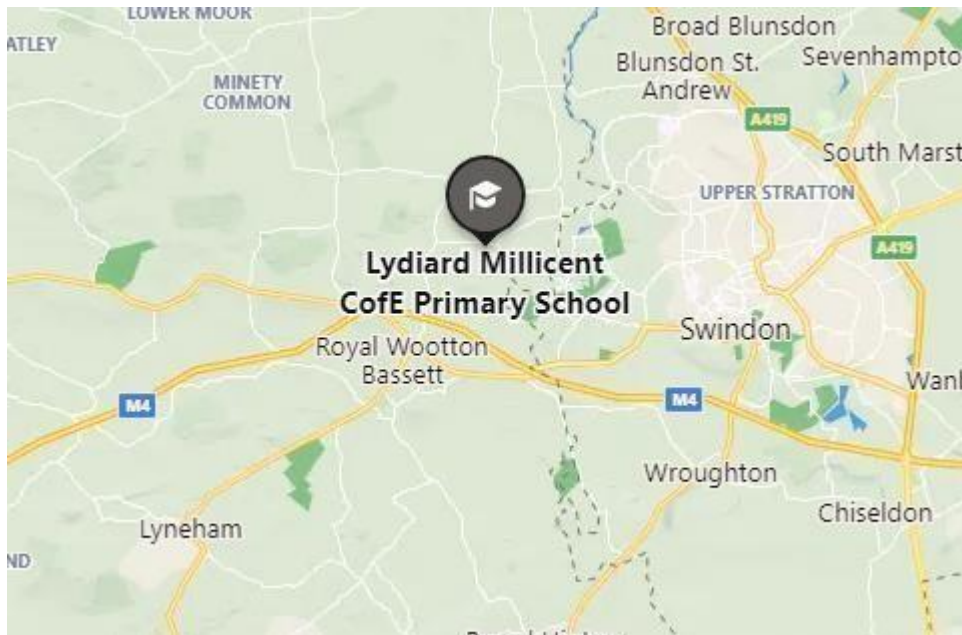 LOWER MOOR
ATLEY
MINETY
COMMON
Broad Blunsdon
Blunsdon St.
Andrew
Sevenhampto
A419
South Marst
UPPER STRATTON
A419
Lydiard Millicent
CofE Primary School
Swindon
Royal Wootton
Bassett
M4
M4
Wroughton
Chiseldon
Lyneham
ND